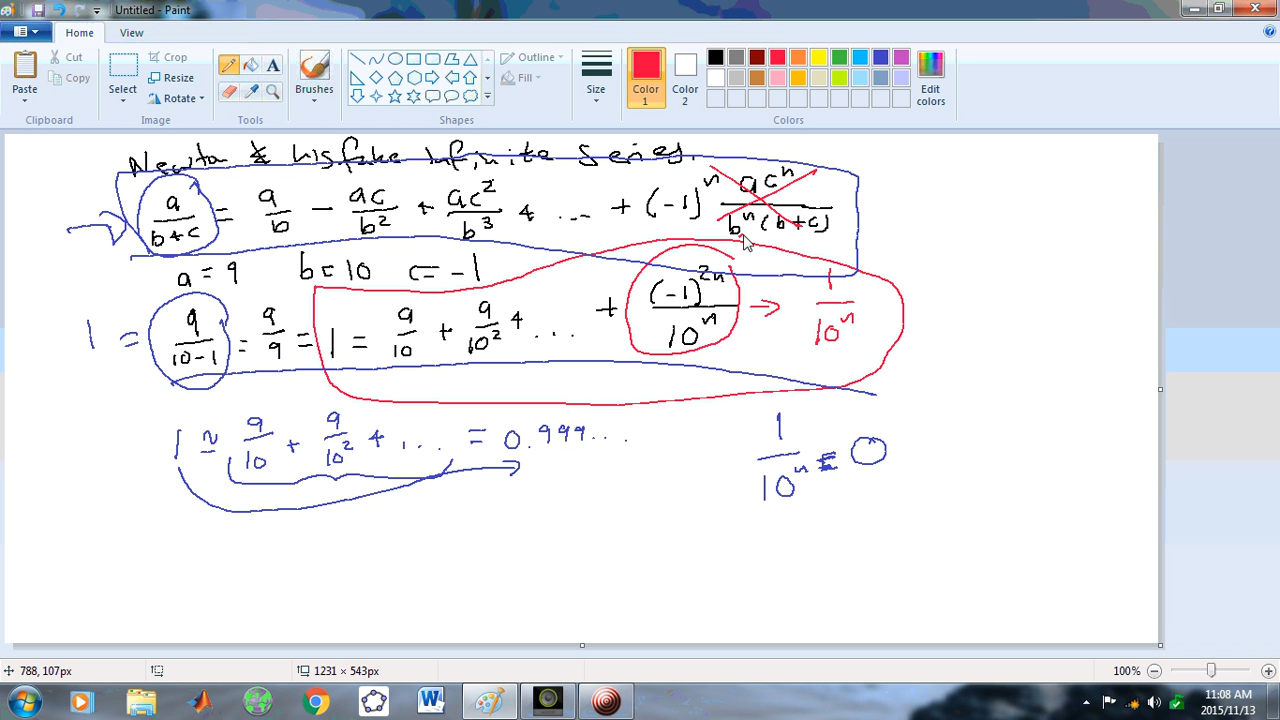 Untitled - Paint
Home View
Cut
Copy
Paste
Clipboard
Select
Crop
Resize
Rotate
Image
Tools
Brushes
Shapes
Outline
Fill
Size
Color 1
Color 2
Edit colors
Colors
Newton & his fake infinite series.
a/(b+c) = a/b - ac/b² + ac²/b³ + ... + (-1)ⁿ acⁿ/(bⁿ(b+c))
a = 9 b = 10 c = -1
1 = 9/(10-1) = 9/9 = 1 = 9/10 + 9/10² + ... + (-1)²ⁿ/10ⁿ → 1/10ⁿ
1 ≈ 9/10 + 9/10² + ... = 0.999... 1/10ⁿ = 0
788, 107px
1231 × 543px
100%
11:08 AM
2015/11/13